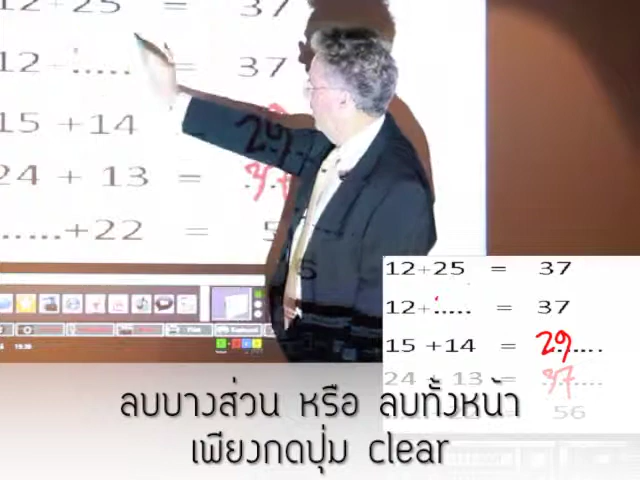 12+25 = 37
12+..... = 37
15 +14
24 + 13 =
.....+22 =
12+25 = 37
12+..... = 37
15 +14 = 29
24 + 13 = 37
56
ลบบางส่วน หรือ ลบทั้งหน้า
เพียงกดปุ่ม clear